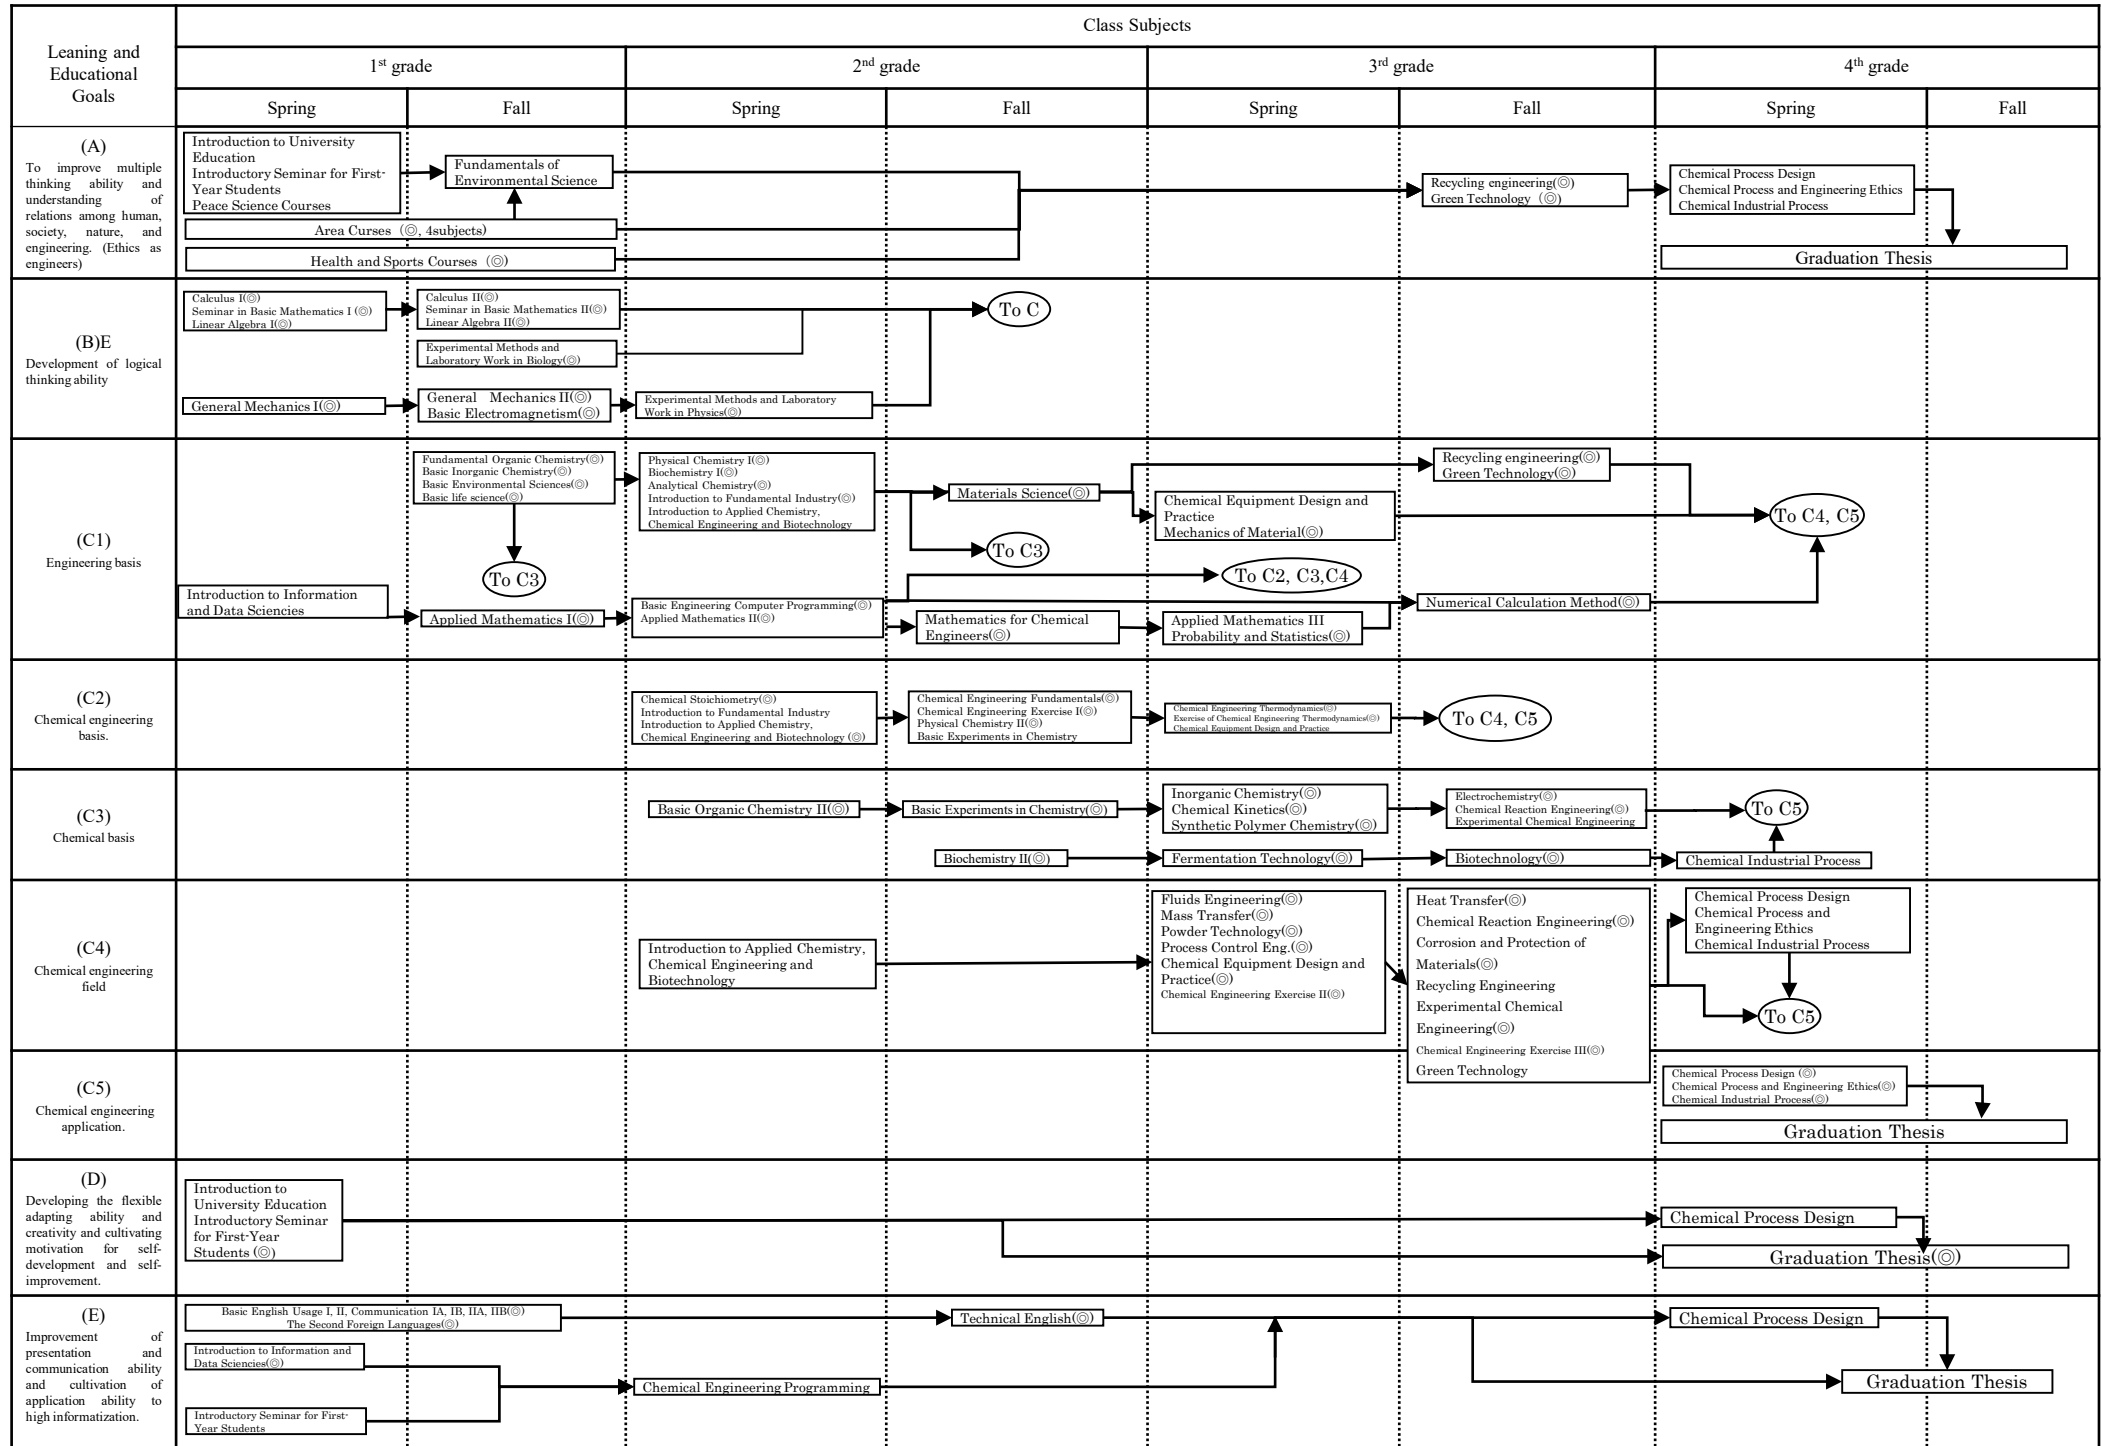 Leaning and
Educational
Goals
Class Subjects
1st grade
2nd grade
3rd grade
4th grade
Spring
Fall
Spring
Fall
Spring
Fall
Spring
Fall
(A)
To improve multiple
thinking ability and
understanding of
relations among human,
society, nature, and
engineering. (Ethics as
engineers)
Introduction to University
Education
Introductory Seminar for First-
Year Students
Peace Science Courses
Fundamentals of
Environmental Science
Area Curses (◎, 4subjects)
Health and Sports Courses (◎)
Recycling engineering(◎)
Green Technology (◎)
Chemical Process Design
Chemical Process and Engineering Ethics
Chemical Industrial Process
Graduation Thesis
(B)E
Development of logical
thinking ability
Calculus I(◎)
Seminar in Basic Mathematics I (◎)
Linear Algebra I(◎)
Calculus II(◎)
Seminar in Basic Mathematics II(◎)
Linear Algebra II(◎)
To C
Experimental Methods and
Laboratory Work in Biology(◎)
General Mechanics I(◎)
General Mechanics II(◎)
Basic Electromagnetism(◎)
Experimental Methods and Laboratory
Work in Physics(◎)
(C1)
Engineering basis
Fundamental Organic Chemistry(◎)
Basic Inorganic Chemistry(◎)
Basic Environmental Sciences(◎)
Basic life science(◎)
To C3
Physical Chemistry I(◎)
Biochemistry I(◎)
Analytical Chemistry(◎)
Introduction to Fundamental Industry(◎)
Introduction to Applied Chemistry,
Chemical Engineering and Biotechnology
Materials Science(◎)
To C3
Chemical Equipment Design and
Practice
Mechanics of Material(◎)
Recycling engineering(◎)
Green Technology(◎)
To C4, C5
To C2, C3,C4
Introduction to Information
and Data Sciencies
Applied Mathematics I(◎)
Basic Engineering Computer Programming(◎)
Applied Mathematics II(◎)
Mathematics for Chemical
Engineers(◎)
Applied Mathematics III
Probability and Statistics(◎)
Numerical Calculation Method(◎)
(C2)
Chemical engineering
basis.
Chemical Stoichiometry(◎)
Introduction to Fundamental Industry
Introduction to Applied Chemistry,
Chemical Engineering and Biotechnology (◎)
Chemical Engineering Fundamentals(◎)
Chemical Engineering Exercise I(◎)
Physical Chemistry II(◎)
Basic Experiments in Chemistry
Chemical Engineering Thermodynamics(◎)
Exercise of Chemical Engineering Thermodynamics(◎)
Chemical Equipment Design and Practice
To C4, C5
(C3)
Chemical basis
Basic Organic Chemistry II(◎)
Basic Experiments in Chemistry(◎)
Inorganic Chemistry(◎)
Chemical Kinetics(◎)
Synthetic Polymer Chemistry(◎)
Electrochemistry(◎)
Chemical Reaction Engineering(◎)
Experimental Chemical Engineering
To C5
Biochemistry II(◎)
Fermentation Technology(◎)
Biotechnology(◎)
Chemical Industrial Process
(C4)
Chemical engineering
field
Introduction to Applied Chemistry,
Chemical Engineering and
Biotechnology
Fluids Engineering(◎)
Mass Transfer(◎)
Powder Technology(◎)
Process Control Eng.(◎)
Chemical Equipment Design and
Practice(◎)
Chemical Engineering Exercise II(◎)
Heat Transfer(◎)
Chemical Reaction Engineering(◎)
Corrosion and Protection of
Materials(◎)
Recycling Engineering
Experimental Chemical
Engineering(◎)
Chemical Engineering Exercise III(◎)
Green Technology
Chemical Process Design
Chemical Process and
Engineering Ethics
Chemical Industrial Process
To C5
(C5)
Chemical engineering
application.
Chemical Process Design (◎)
Chemical Process and Engineering Ethics(◎)
Chemical Industrial Process(◎)
Graduation Thesis
(D)
Developing the flexible
adapting ability and
creativity and cultivating
motivation for self-
development and self-
improvement.
Introduction to
University Education
Introductory Seminar
for First-Year
Students (◎)
Chemical Process Design
Graduation Thesis(◎)
(E)
Improvement of
presentation and
communication ability
and cultivation of
application ability to
high informatization.
Basic English Usage I, II, Communication IA, IB, IIA, IIB(◎)
The Second Foreign Languages(◎)
Technical English(◎)
Chemical Process Design
Introduction to Information and
Data Sciencies(◎)
Chemical Engineering Programming
Graduation Thesis
Introductory Seminar for First-
Year Students